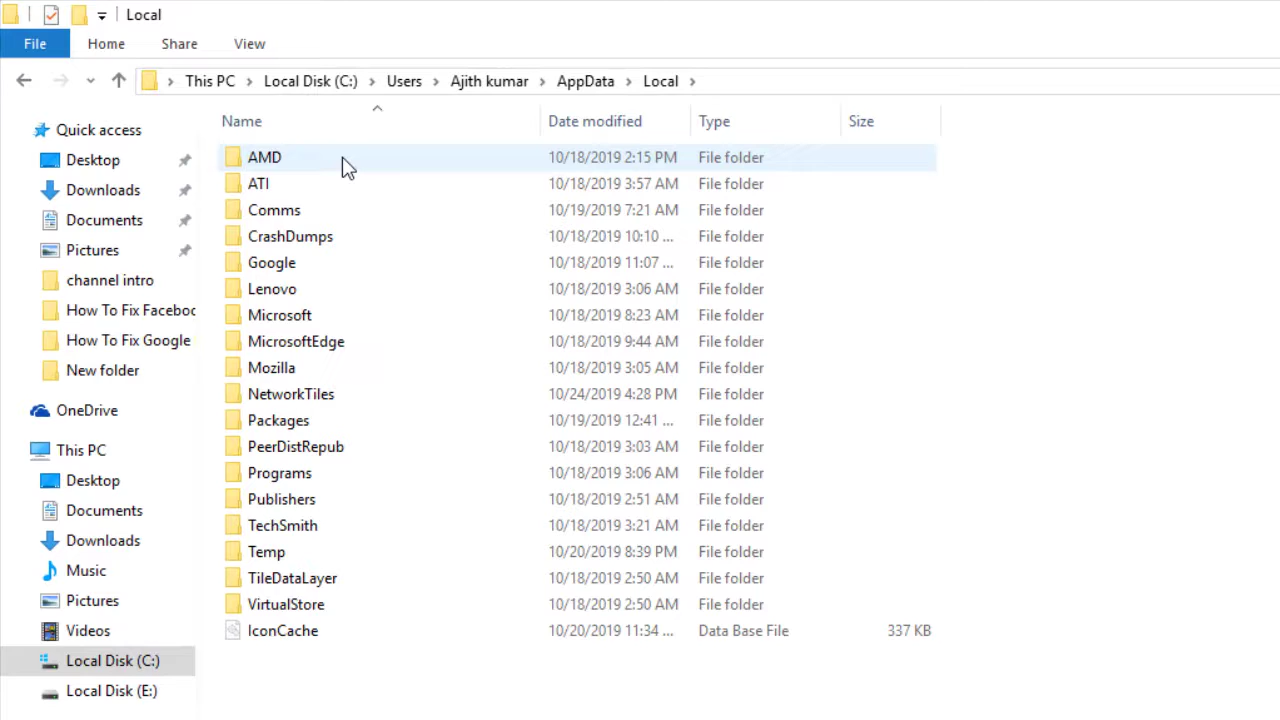 Local
File Home Share View
This PC Local Disk (C:) Users Ajith kumar AppData Local
Quick access
Desktop
Downloads
Documents
Pictures
channel intro
How To Fix Faceboo
How To Fix Google
New folder
OneDrive
This PC
Desktop
Documents
Downloads
Music
Pictures
Videos
Local Disk (C:)
Local Disk (E:)
Name Date modified Type Size
AMD 10/18/2019 2:15 PM File folder
ATI 10/18/2019 3:57 AM File folder
Comms 10/19/2019 7:21 AM File folder
CrashDumps 10/18/2019 10:10 ... File folder
Google 10/18/2019 11:07 ... File folder
Lenovo 10/18/2019 3:06 AM File folder
Microsoft 10/18/2019 8:23 AM File folder
MicrosoftEdge 10/18/2019 9:44 AM File folder
Mozilla 10/18/2019 3:05 AM File folder
NetworkTiles 10/24/2019 4:28 PM File folder
Packages 10/19/2019 12:41 ... File folder
PeerDistRepub 10/18/2019 3:03 AM File folder
Programs 10/18/2019 3:06 AM File folder
Publishers 10/18/2019 2:51 AM File folder
TechSmith 10/18/2019 3:21 AM File folder
Temp 10/20/2019 8:39 PM File folder
TileDataLayer 10/18/2019 2:50 AM File folder
VirtualStore 10/18/2019 2:50 AM File folder
IconCache 10/20/2019 11:34 ... Data Base File 337 KB